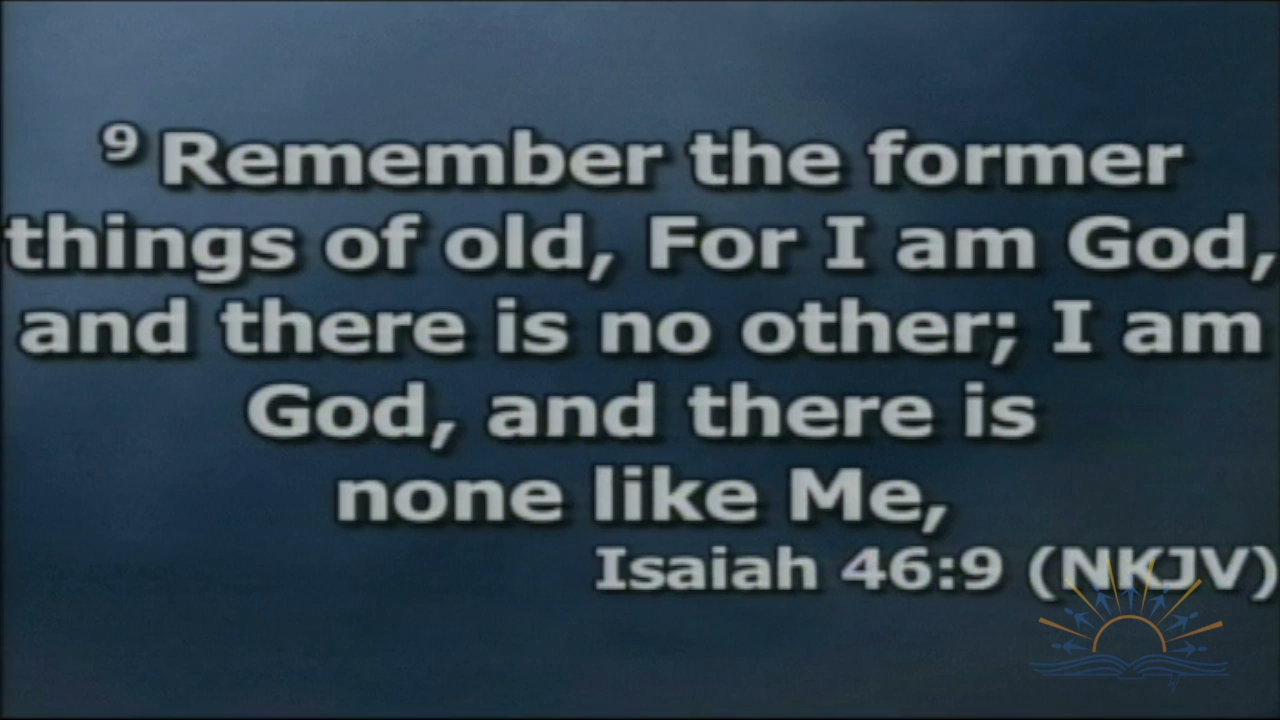 ⁹ Remember the former
things of old, For I am God,
and there is no other; I am
God, and there is
none like Me,
Isaiah 46:9 (NKJV)